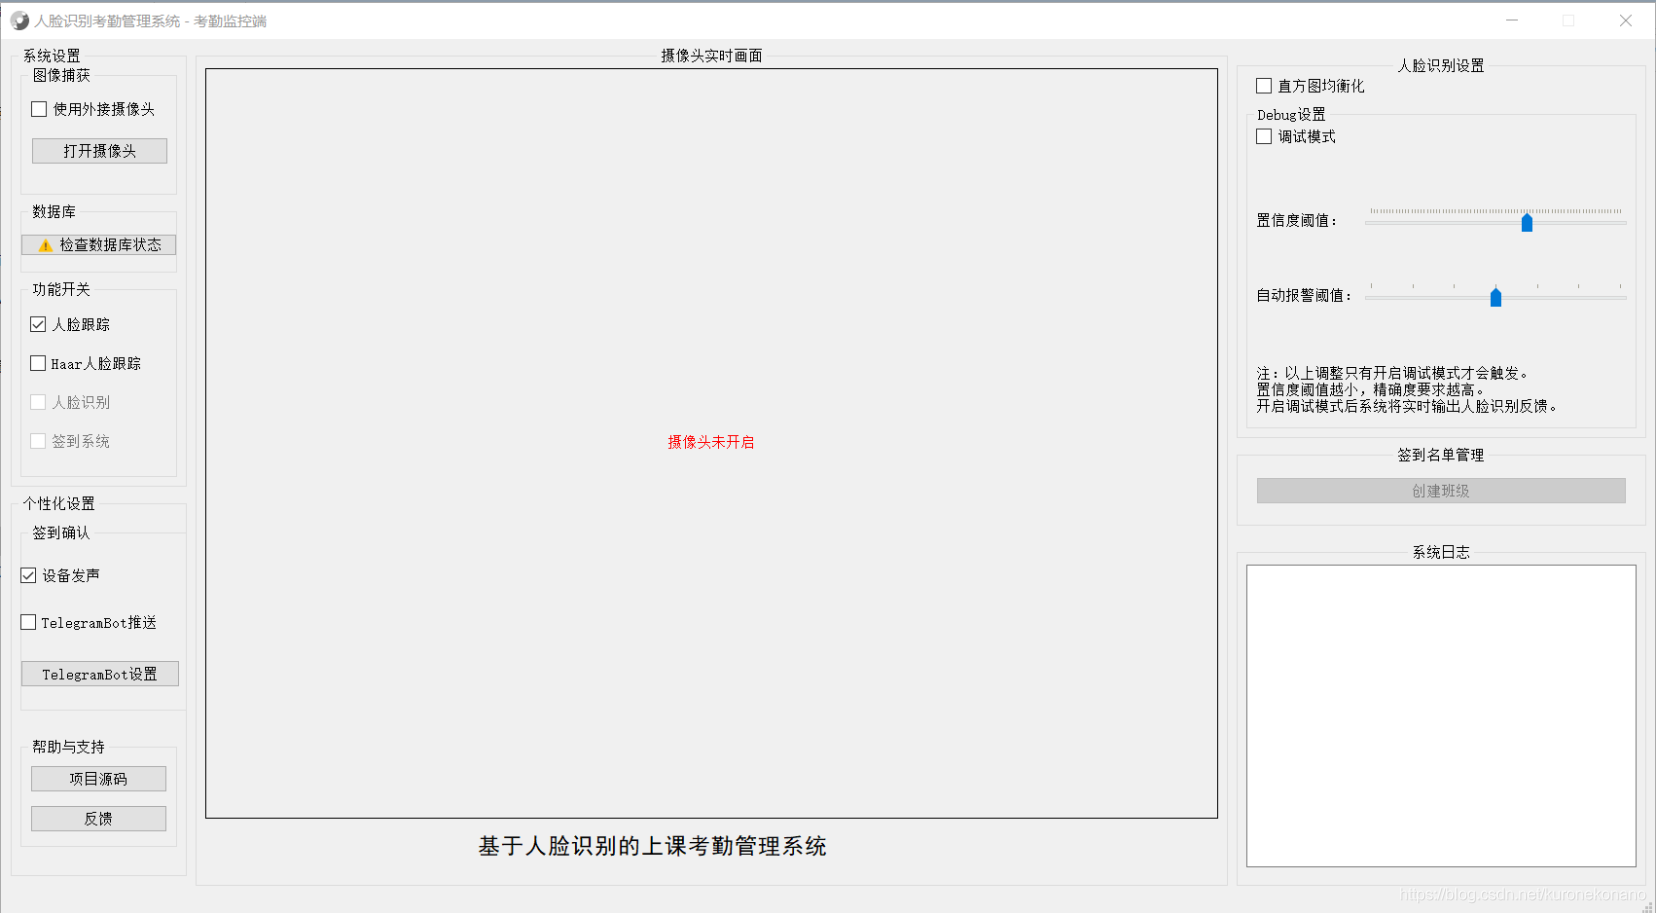 人脸识别考勤管理系统 - 考勤监控端
系统设置
图像捕获
使用外接摄像头
打开摄像头
数据库
检查数据库状态
功能开关
人脸跟踪
Haar人脸跟踪
人脸识别
签到系统
个性化设置
签到确认
设备发声
TelegramBot推送
TelegramBot设置
帮助与支持
项目源码
反馈
摄像头实时画面
摄像头未开启
基于人脸识别的上课考勤管理系统
人脸识别设置
直方图均衡化
Debug设置
调试模式
置信度阈值：
自动报警阈值：
注：以上调整只有开启调试模式才会触发。
置信度阈值越小，精确度要求越高。
开启调试模式后系统将实时输出人脸识别反馈。
签到名单管理
创建班级
系统日志
https://blog.csdn.net/kuronekonano